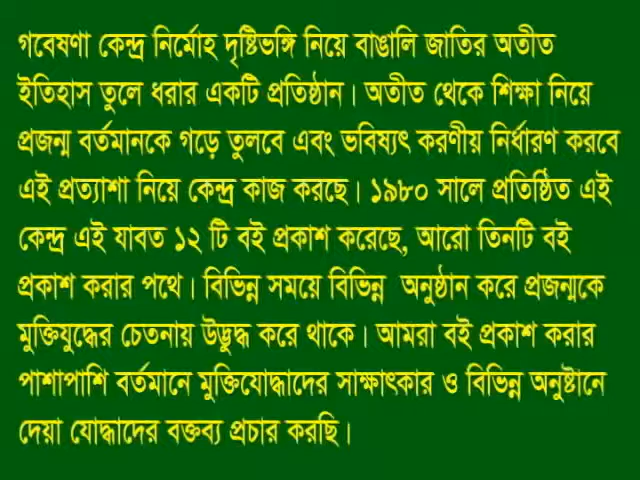 গবেষণা কেন্দ্র নির্মোহ দৃষ্টিভঙ্গি নিয়ে বাঙালি জাতির অতীত
ইতিহাস তুলে ধরার একটি প্রতিষ্ঠান। অতীত থেকে শিক্ষা নিয়ে
প্রজন্ম বর্তমানকে গড়ে তুলবে এবং ভবিষ্যৎ করণীয় নির্ধারণ করবে
এই প্রত্যাশা নিয়ে কেন্দ্র কাজ করছে। ১৯৮০ সালে প্রতিষ্ঠিত এই
কেন্দ্র এই যাবত ১২ টি বই প্রকাশ করেছে, আরো তিনটি বই
প্রকাশ করার পথে। বিভিন্ন সময়ে বিভিন্ন অনুষ্ঠান করে প্রজন্মকে
মুক্তিযুদ্ধের চেতনায় উদ্ভুদ্ধ করে থাকে। আমরা বই প্রকাশ করার
পাশাপাশি বর্তমানে মুক্তিযোদ্ধাদের সাক্ষাৎকার ও বিভিন্ন অনুষ্টানে
দেয়া যোদ্ধাদের বক্তব্য প্রচার করছি।